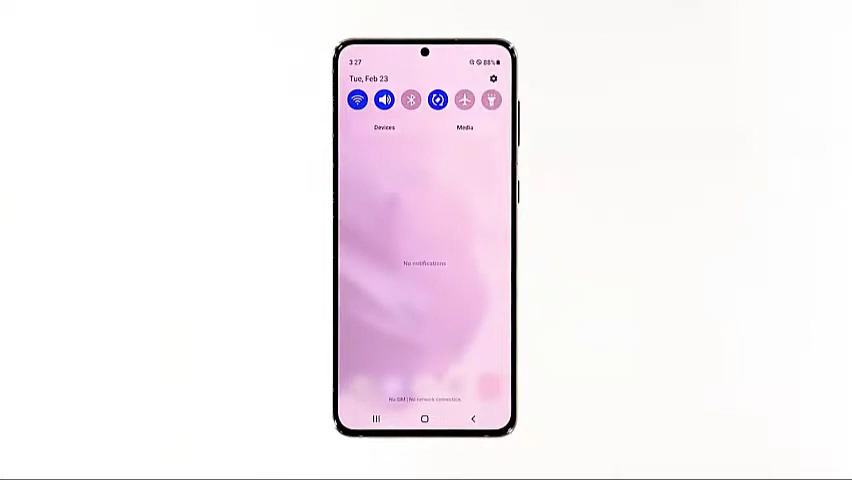 3:27 88%
Tue, Feb 23
Devices Media
No notifications
No SIM | No network connection